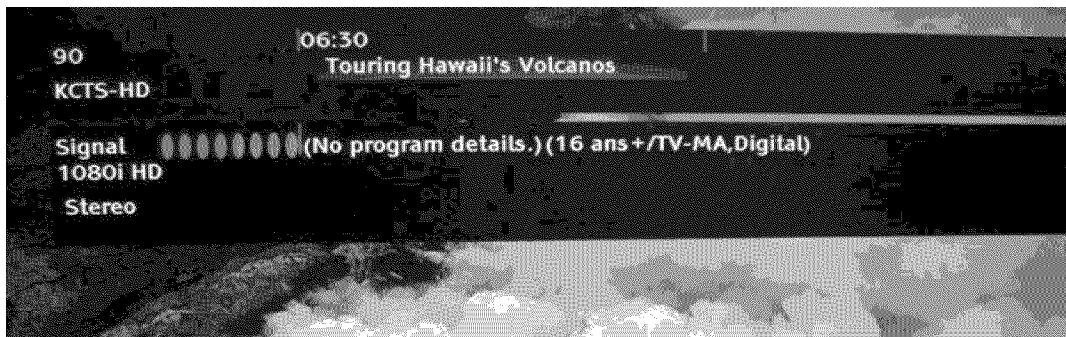 06:30
90
Touring Hawaii's Volcanos
KCTS-HD
Signal (No program details.) (16 ans+/TV-MA,Digital)
1080i HD
Stereo